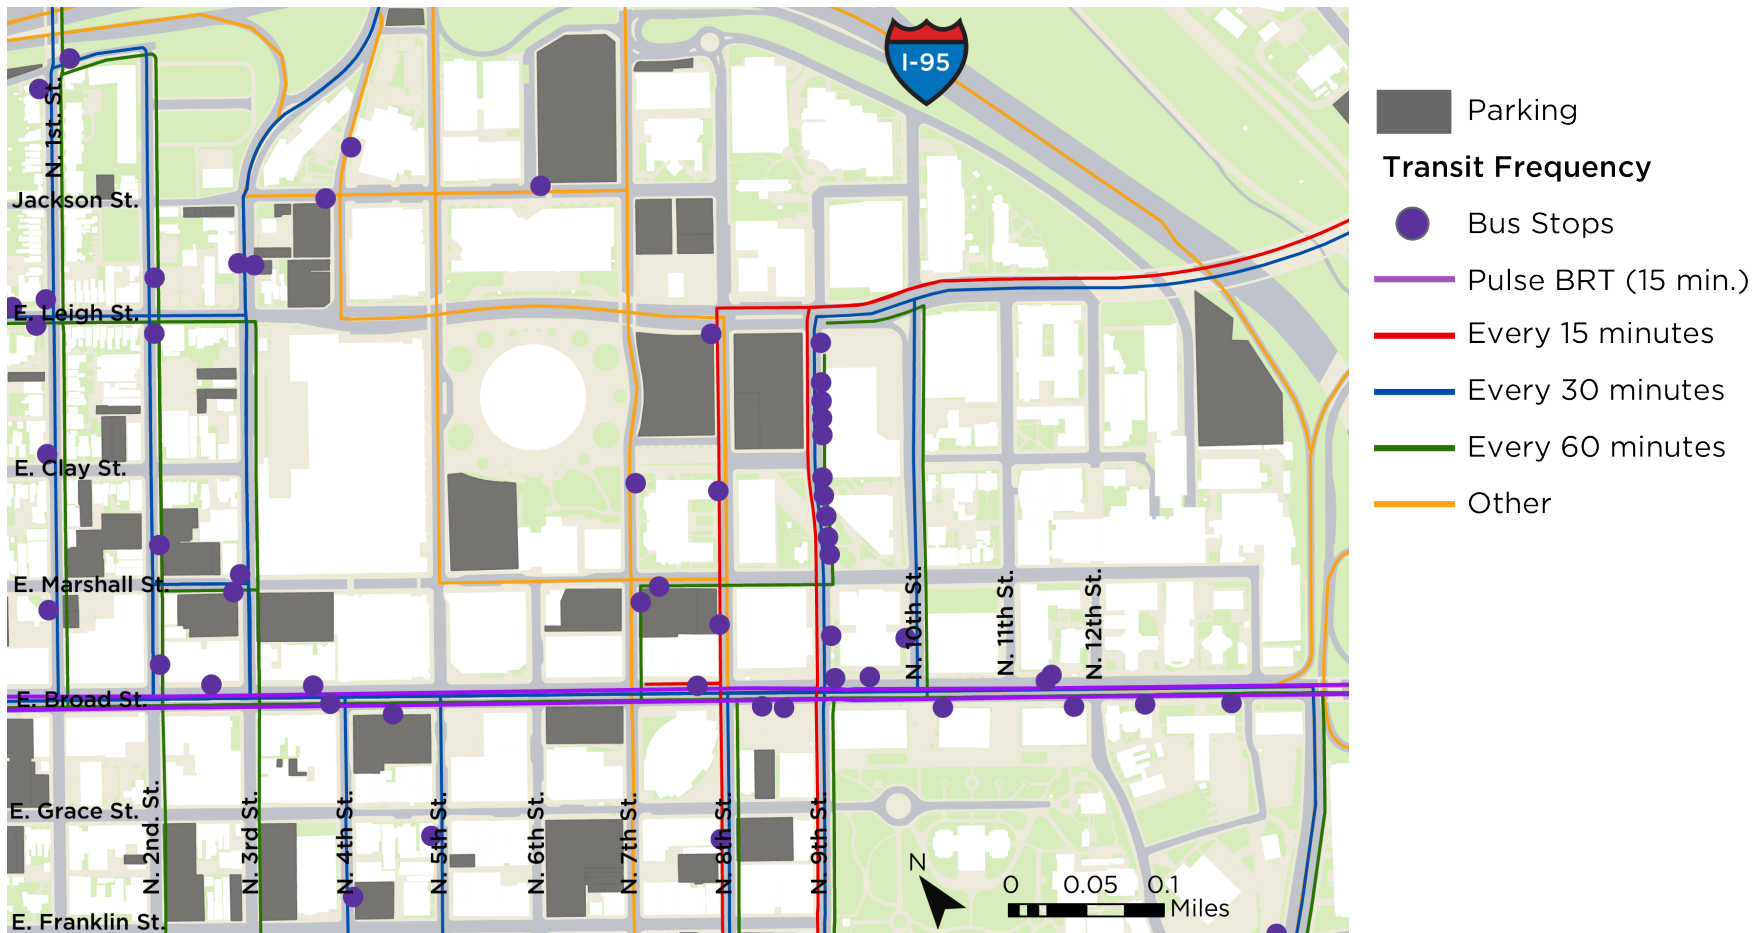 I-95
N. 1st. St.
Jackson St.
E. Leigh St.
E. Clay St.
E. Marshall St.
N. 10th St.
N. 11th St.
N. 12th St.
E. Broad St.
E. Grace St.
N. 2nd. St.
N. 3rd St.
N. 4th St.
N. 5th St.
N. 6th St.
N. 7th St.
N. 8th St.
N. 9th St.
E. Franklin St.
N
0 0.05 0.1
Miles
Parking
Transit Frequency
Bus Stops
Pulse BRT (15 min.)
Every 15 minutes
Every 30 minutes
Every 60 minutes
Other